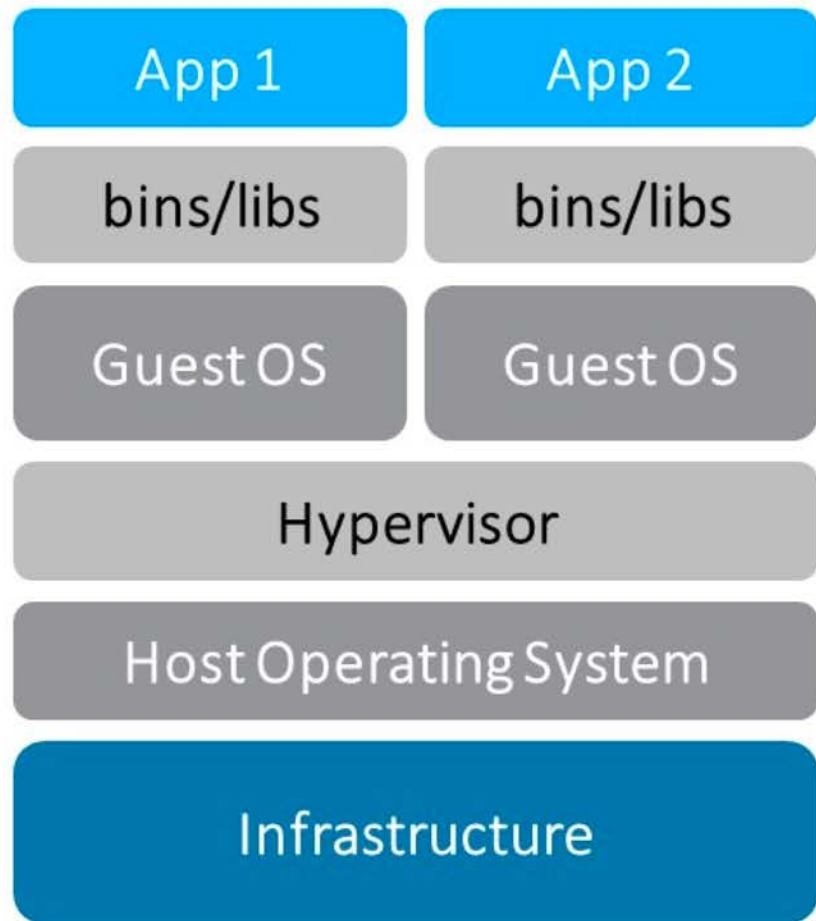 App 1
App 2
bins/libs
bins/libs
Guest OS
Guest OS
Hypervisor
Host Operating System
Infrastructure